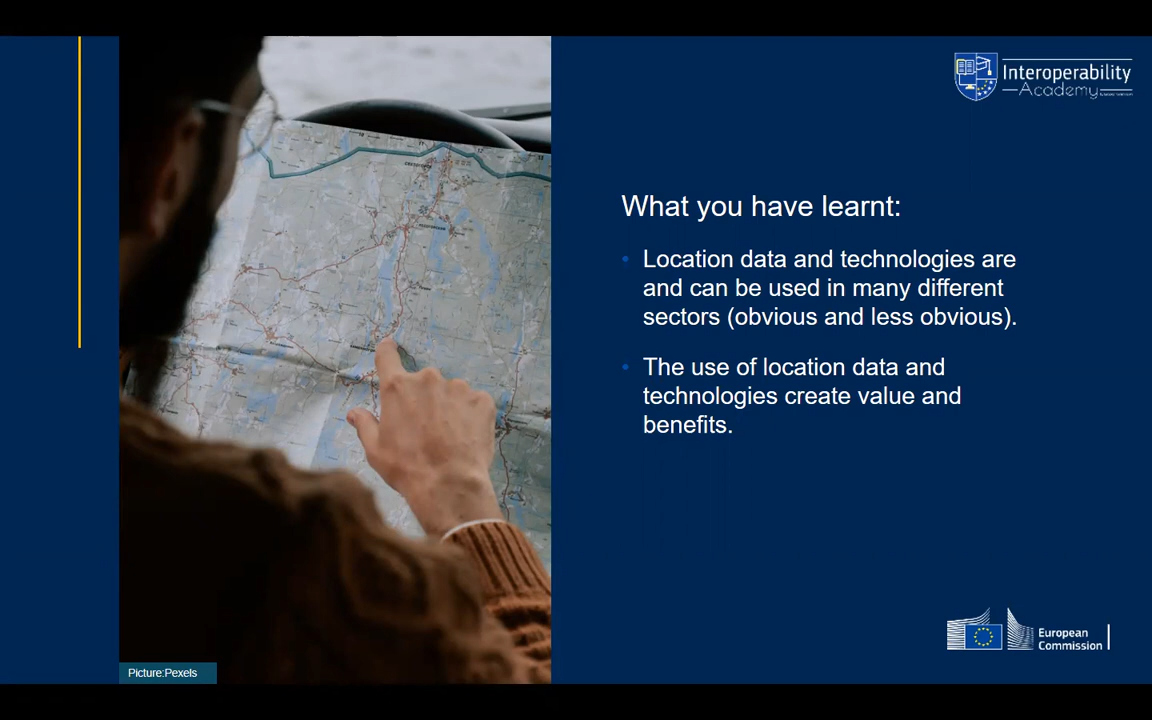 Interoperability
Academy
What you have learnt:
• Location data and technologies are
and can be used in many different
sectors (obvious and less obvious).
• The use of location data and
technologies create value and
benefits.
European
Commission
Picture:Pexels